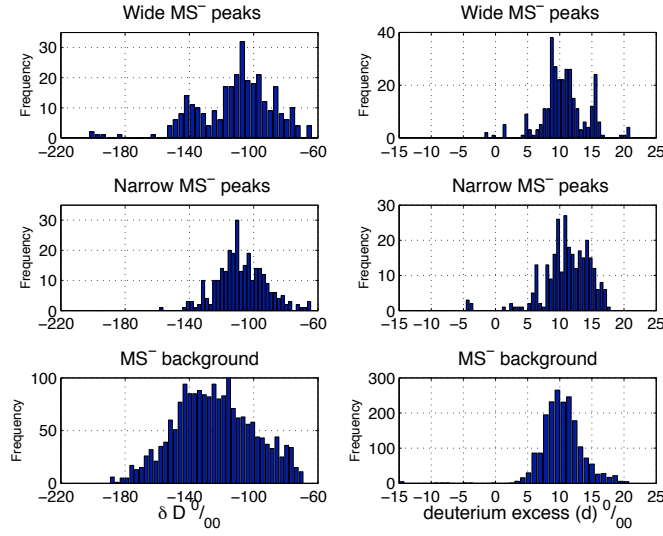 Wide MS⁻ peaks
Frequency
30
20
10
0
−220 −180 −140 −100 −60
Wide MS⁻ peaks
40
20
0
−15 −10 −5 0 5 10 15 20 25
Narrow MS⁻ peaks
Frequency
30
20
10
0
−220 −180 −140 −100 −60
Narrow MS⁻ peaks
Frequency
30
20
10
0
−15 −10 −5 0 5 10 15 20 25
MS⁻ background
Frequency
100
50
0
−220 −180 −140 −100 −60
δ D ⁰/₀₀
MS⁻ background
Frequency
300
200
100
0
−15 −10 −5 0 5 10 15 20 25
deuterium excess (d) ⁰/₀₀